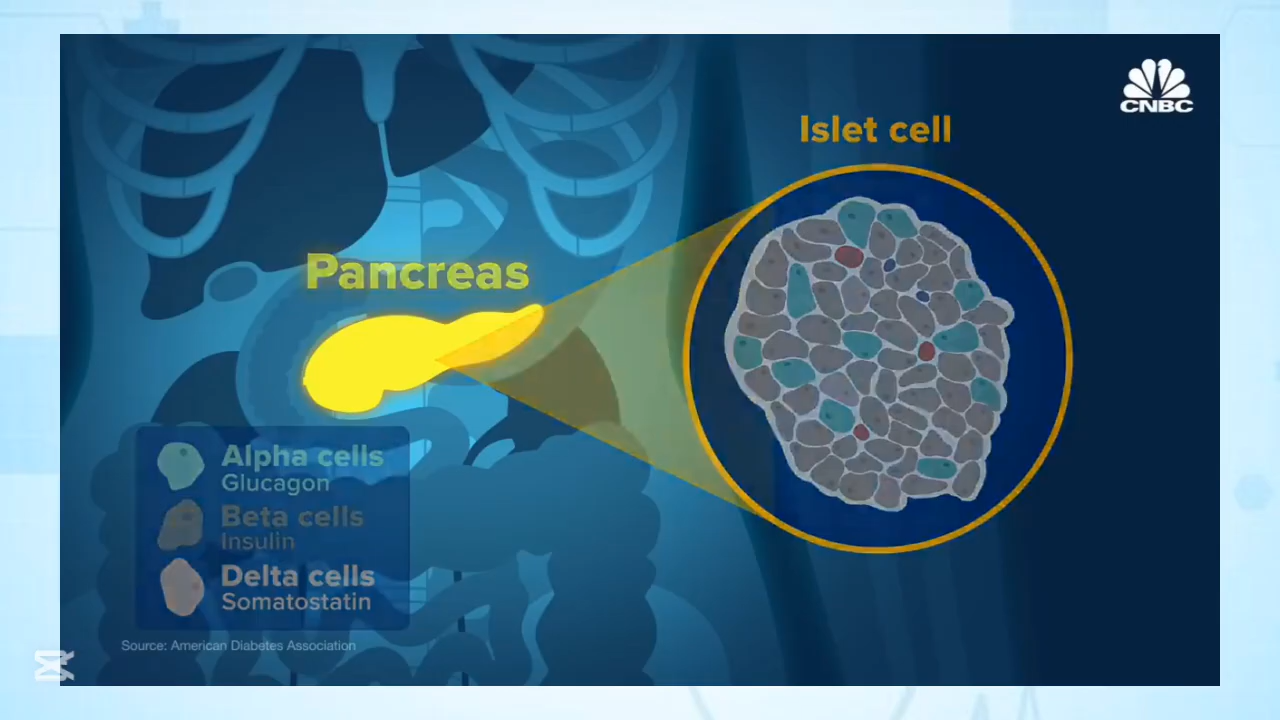 CNBC
Islet cell
Pancreas
Alpha cells
Glucagon
Beta cells
Insulin
Delta cells
Somatostatin
Source: American Diabetes Association